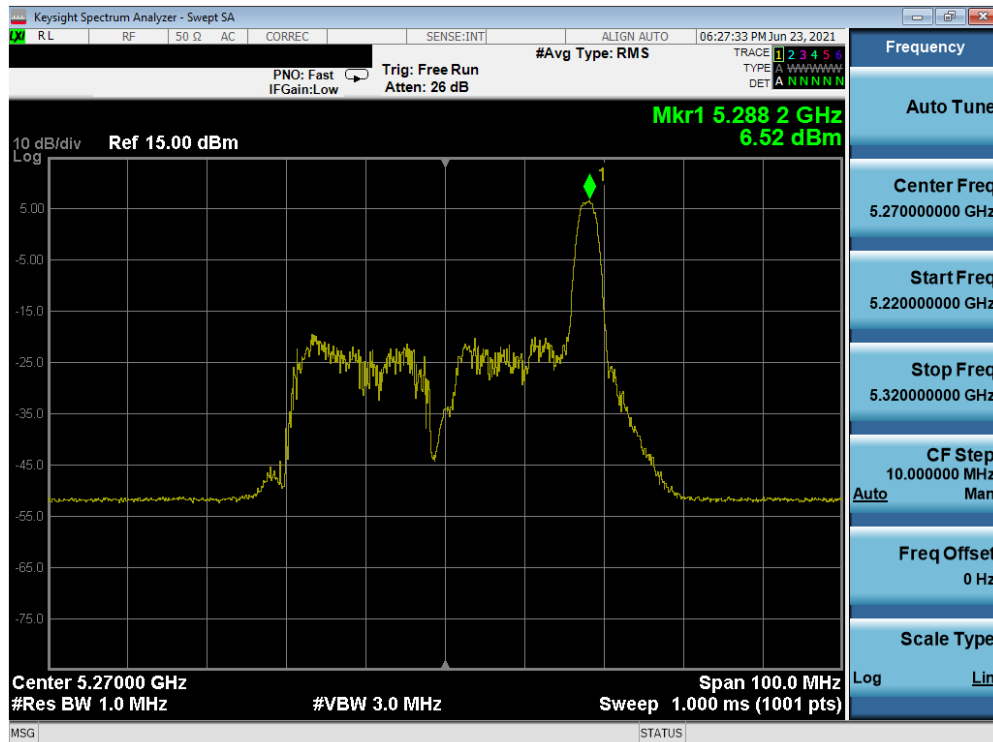 Keysight Spectrum Analyzer - Swept SA
LXI RL RF 50 Ω AC CORREC SENSE:INT ALIGN AUTO 06:27:33 PM Jun 23, 2021
#Avg Type: RMS
TRACE 1 2 3 4 5 6
TYPE A WWWWW
DET A N N N N N
PNO: Fast
IFGain:Low
Trig: Free Run
Atten: 26 dB
Mkr1 5.288 2 GHz
6.52 dBm
10 dB/div Ref 15.00 dBm
Log
1
5.00
-5.00
-15.0
-25.0
-35.0
-45.0
-55.0
-65.0
-75.0
Center 5.27000 GHz Span 100.0 MHz
#Res BW 1.0 MHz #VBW 3.0 MHz Sweep 1.000 ms (1001 pts)
MSG STATUS
Frequency
Auto Tune
Center Freq
5.270000000 GHz
Start Freq
5.220000000 GHz
Stop Freq
5.320000000 GHz
CF Step
10.000000 MHz
Auto Man
Freq Offset
0 Hz
Scale Type
Log Lin